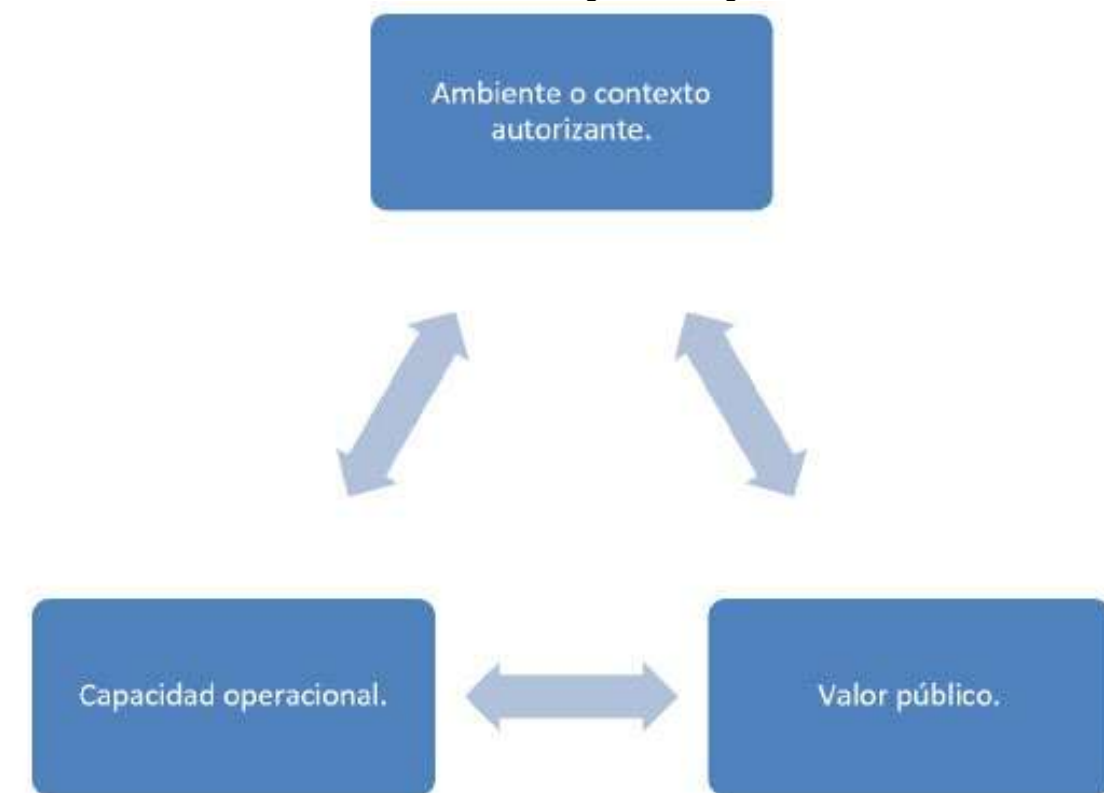 Ambiente o contexto
autorizante.
Capacidad operacional.
Valor público.